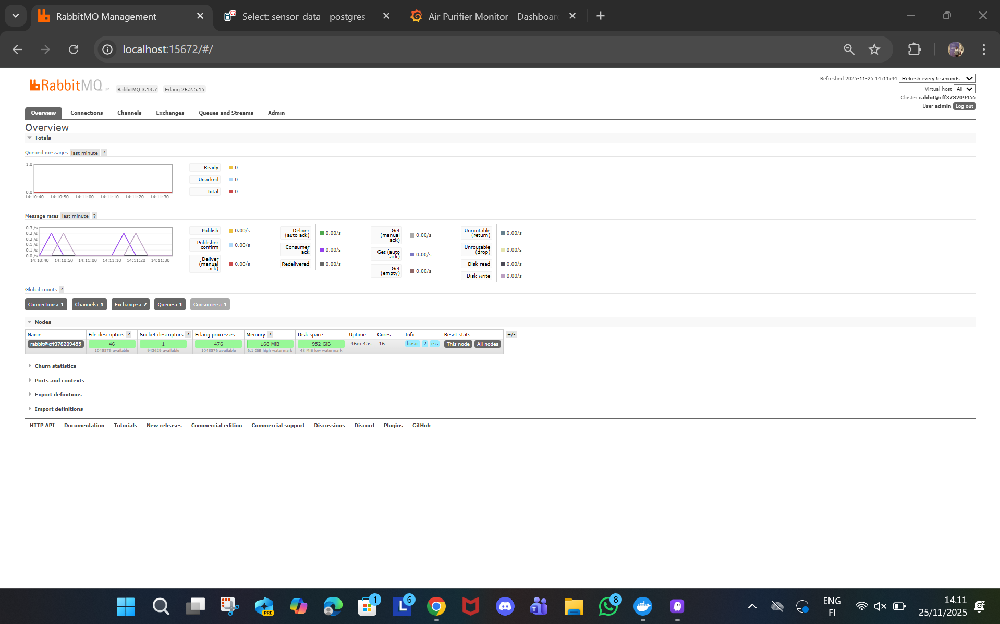 RabbitMQ Management
Select: sensor_data - postgres -
Air Purifier Monitor - Dashboard
localhost:15672/#/
RabbitMQ TM
RabbitMQ 3.13.7 Erlang 26.2.5.15
Refreshed 2025-11-25 14:11:44 Refresh every 5 seconds
Virtual host All
Cluster rabbit@cff378209455
User admin Log out
Overview Connections Channels Exchanges Queues and Streams Admin
Overview
Totals
Queued messages last minute ?
1.0
0.0
14:10:40 14:10:50 14:11:00 14:11:10 14:11:20 14:11:30
Ready 0
Unacked 0
Total 0
Message rates last minute ?
0.3 /s
0.2 /s
0.2 /s
0.1 /s
0.1 /s
0.0 /s
14:10:40 14:10:50 14:11:00 14:11:10 14:11:20 14:11:30
Publish 0.00/s
Publisher confirm 0.00/s
Deliver (manual ack) 0.00/s
Deliver (auto ack) 0.00/s
Consumer ack 0.00/s
Redelivered 0.00/s
Get (manual ack) 0.00/s
Get (auto ack) 0.00/s
Get (empty) 0.00/s
Unroutable (return) 0.00/s
Unroutable (drop) 0.00/s
Disk read 0.00/s
Disk write 0.00/s
Global counts ?
Connections: 1 Channels: 1 Exchanges: 7 Queues: 1 Consumers: 1
Nodes
Name File descriptors ? Socket descriptors ? Erlang processes Memory ? Disk space Uptime Cores Info Reset stats +/-
rabbit@cff378209455 46 1 476 168 MiB 952 GiB 46m 45s 16 basic 2 rss This node All nodes
1048576 available 943629 available 1048576 available 6.1 GiB high watermark 48 MiB low watermark
Churn statistics
Ports and contexts
Export definitions
Import definitions
HTTP API Documentation Tutorials New releases Commercial edition Commercial support Discussions Discord Plugins GitHub
PRE
1
L
6
T
8
ENG
FI
14.11
25/11/2025